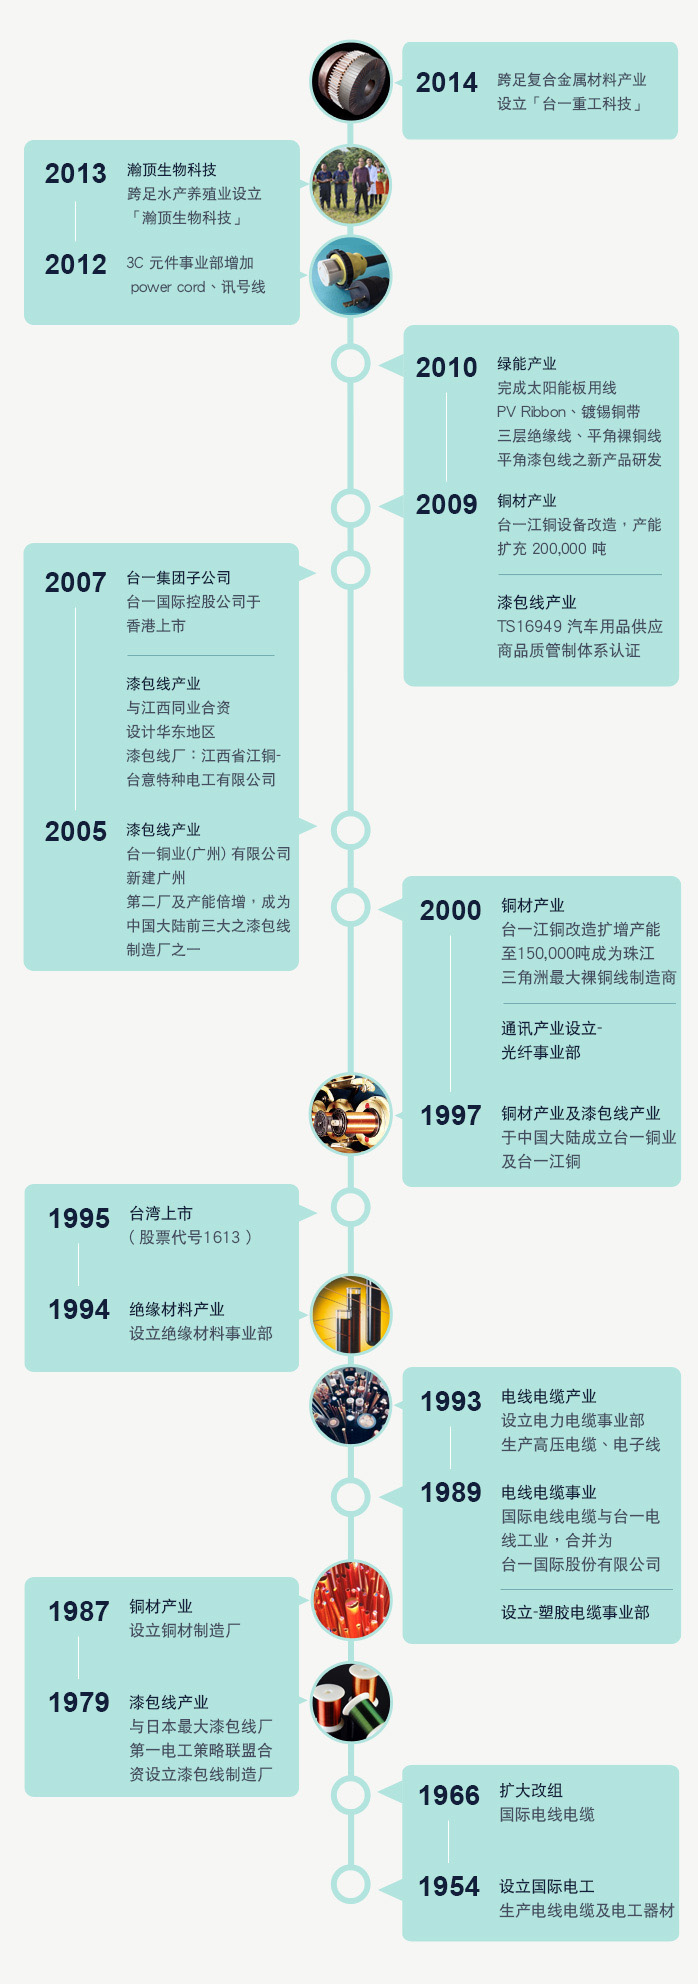 2014
跨足复合金属材料产业
设立「台一重工科技」
2013
瀚顶生物科技
跨足水产养殖业设立
「瀚顶生物科技」
2012
3C 元件事业部增加
power cord、讯号线
2010
绿能产业
完成太阳能板用线
PV Ribbon、镀锡铜带
三层绝缘线、平角裸铜线
平角漆包线之新产品研发
2009
铜材产业
台一江铜设备改造，产能
扩充 200,000 吨
漆包线产业
TS16949 汽车用品供应
商品质管制体系认证
2007
台一集团子公司
台一国际控股公司于
香港上市
漆包线产业
与江西同业合资
设计华东地区
漆包线厂：江西省江铜-
台意特种电工有限公司
2005
漆包线产业
台一铜业(广州) 有限公司
新建广州
第二厂及产能倍增，成为
中国大陆前三大之漆包线
制造厂之一
2000
铜材产业
台一江铜改造扩增产能
至150,000吨成为珠江
三角洲最大裸铜线制造商
通讯产业设立-
光纤事业部
1997
铜材产业及漆包线产业
于中国大陆成立台一铜业
及台一江铜
1995
台湾上市
( 股票代号1613 )
1994
绝缘材料产业
设立绝缘材料事业部
1993
电线电缆产业
设立电力电缆事业部
生产高压电缆、电子线
1989
电线电缆事业
国际电线电缆与台一电
线工业，合并为
台一国际股份有限公司
设立-塑胶电缆事业部
1987
铜材产业
设立铜材制造厂
1979
漆包线产业
与日本最大漆包线厂
第一电工策略联盟合
资设立漆包线制造厂
1966
扩大改组
国际电线电缆
1954
设立国际电工
生产电线电缆及电工器材